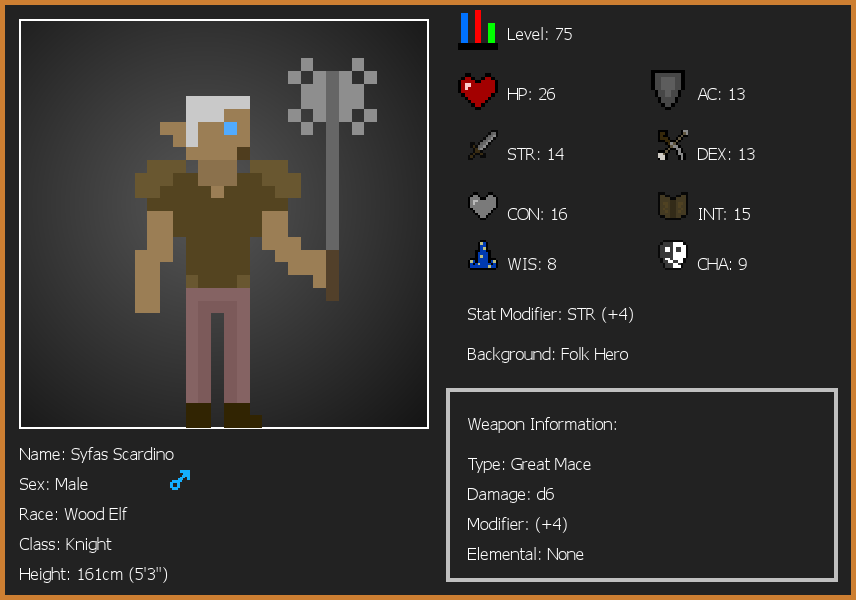 Level: 75
HP: 26
AC: 13
STR: 14
DEX: 13
CON: 16
INT: 15
WIS: 8
CHA: 9
Stat Modifier: STR (+4)
Background: Folk Hero
Weapon Information:
Type: Great Mace
Damage: d6
Modifier: (+4)
Elemental: None
Name: Syfas Scardino
Sex: Male
Race: Wood Elf
Class: Knight
Height: 161cm (5'3")